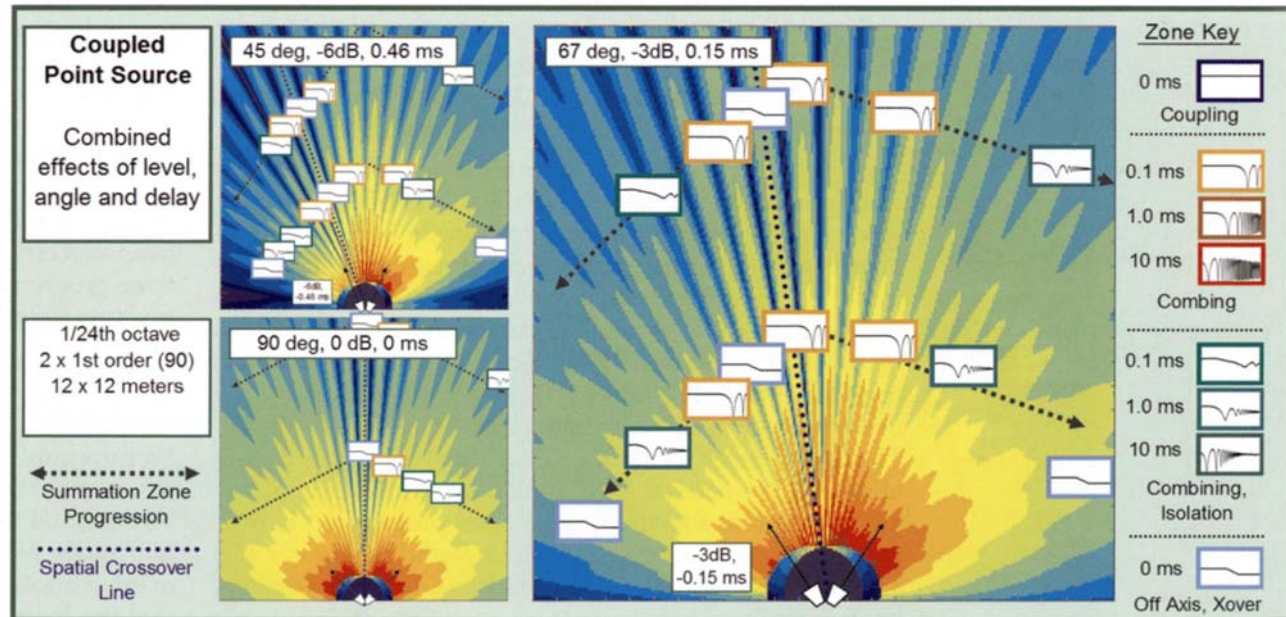 Coupled
Point Source
Combined
effects of level,
angle and delay
1/24th octave
2 x 1st order (90)
12 x 12 meters
Summation Zone
Progression
Spatial Crossover
Line
45 deg, -6dB, 0.46 ms
-6dB,
-0.46 ms
90 deg, 0 dB, 0 ms
67 deg, -3dB, 0.15 ms
-3dB,
-0.15 ms
Zone Key
0 ms
Coupling
0.1 ms
1.0 ms
10 ms
Combing
0.1 ms
1.0 ms
10 ms
Combining,
Isolation
0 ms
Off Axis, Xover